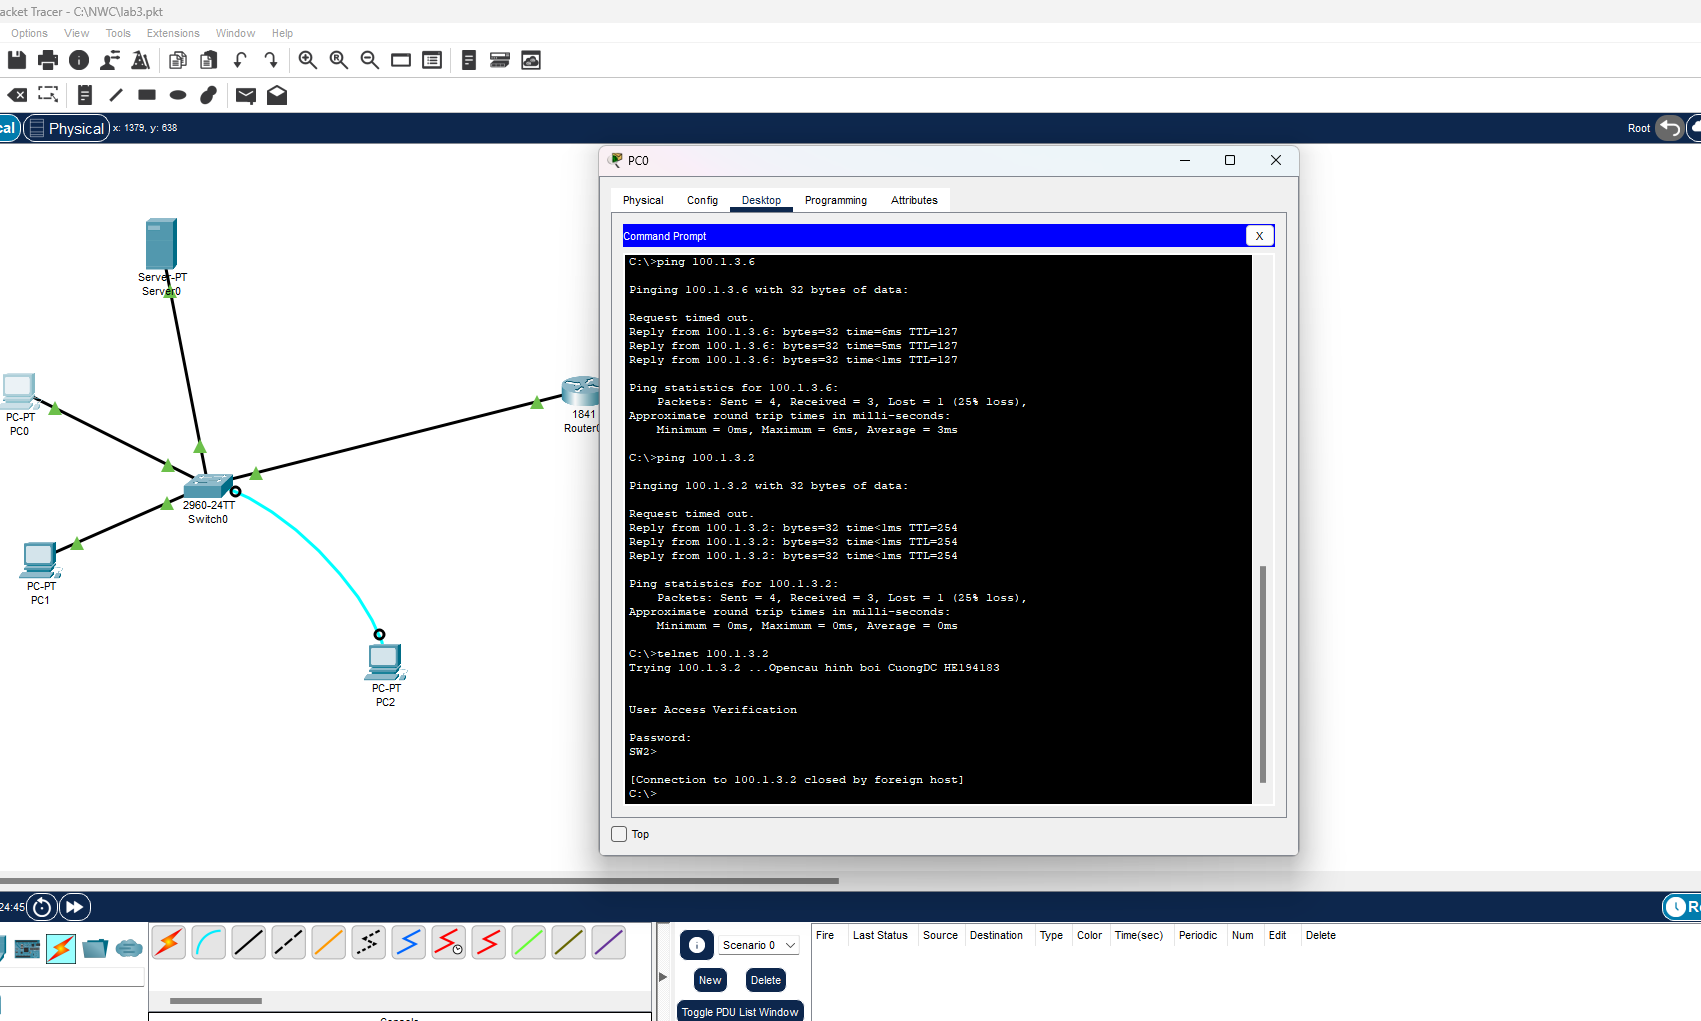 acket Tracer - C:\NWC\lab3.pkt
Options View Tools Extensions Window Help
cal Physical x: 1379, y: 638 Root
PC0
Physical Config Desktop Programming Attributes
Command Prompt X
C:\>ping 100.1.3.6
Pinging 100.1.3.6 with 32 bytes of data:
Request timed out.
Reply from 100.1.3.6: bytes=32 time=6ms TTL=127
Reply from 100.1.3.6: bytes=32 time=5ms TTL=127
Reply from 100.1.3.6: bytes=32 time<1ms TTL=127
Ping statistics for 100.1.3.6:
Packets: Sent = 4, Received = 3, Lost = 1 (25% loss),
Approximate round trip times in milli-seconds:
Minimum = 0ms, Maximum = 6ms, Average = 3ms
C:\>ping 100.1.3.2
Pinging 100.1.3.2 with 32 bytes of data:
Request timed out.
Reply from 100.1.3.2: bytes=32 time<1ms TTL=254
Reply from 100.1.3.2: bytes=32 time<1ms TTL=254
Reply from 100.1.3.2: bytes=32 time<1ms TTL=254
Ping statistics for 100.1.3.2:
Packets: Sent = 4, Received = 3, Lost = 1 (25% loss),
Approximate round trip times in milli-seconds:
Minimum = 0ms, Maximum = 0ms, Average = 0ms
C:\>telnet 100.1.3.2
Trying 100.1.3.2 ...Opencau hinh boi CuongDC HE194183
User Access Verification
Password:
SW2>
[Connection to 100.1.3.2 closed by foreign host]
C:\>
Top
Server-PT
Server0
PC-PT
PC0
1841
Router0
2960-24TT
Switch0
PC-PT
PC1
PC-PT
PC2
24:45
Re
Scenario 0
New Delete
Toggle PDU List Window
Fire Last Status Source Destination Type Color Time(sec) Periodic Num Edit Delete